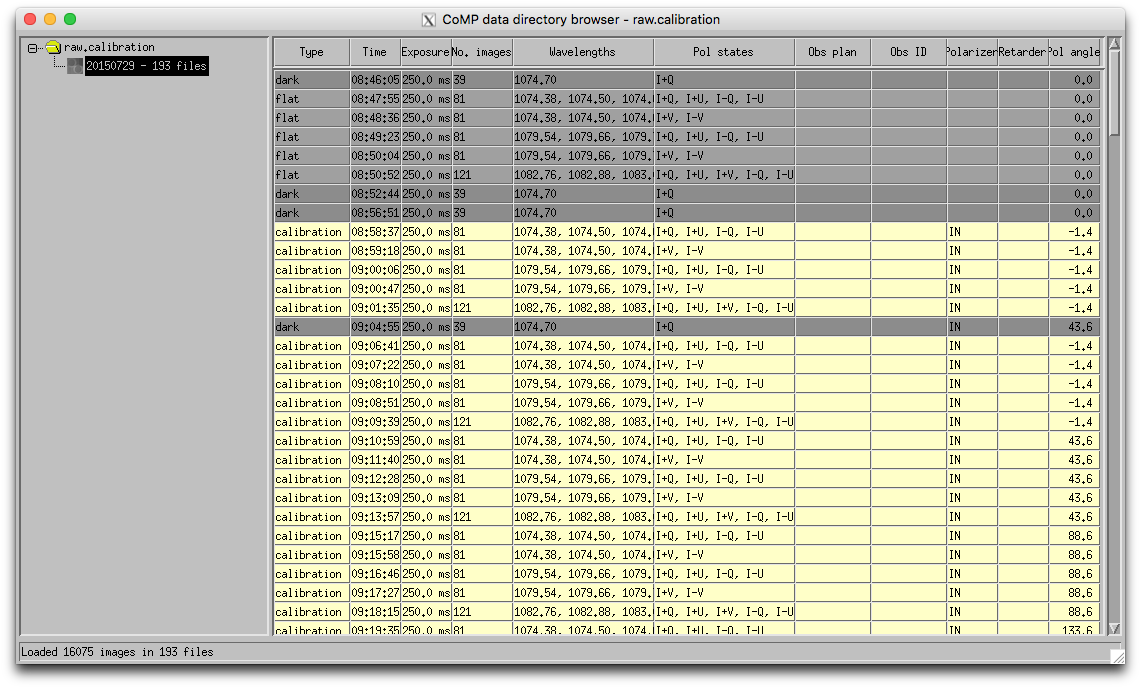 CoMP data directory browser - raw.calibration
raw.calibration
20150729 - 193 files
Type Time Exposure No. images Wavelengths Pol states Obs plan Obs ID Polarizer Retarder Pol angle
dark 08:46:05 250.0 ms 39 1074.70 I+Q 0.0
flat 08:47:55 250.0 ms 81 1074.38, 1074.50, 1074. I+Q, I+U, I-Q, I-U 0.0
flat 08:48:36 250.0 ms 81 1074.38, 1074.50, 1074. I+V, I-V 0.0
flat 08:49:23 250.0 ms 81 1079.54, 1079.66, 1079. I+Q, I+U, I-Q, I-U 0.0
flat 08:50:04 250.0 ms 81 1079.54, 1079.66, 1079. I+V, I-V 0.0
flat 08:50:52 250.0 ms 121 1082.76, 1082.88, 1083. I+Q, I+U, I+V, I-Q, I-U 0.0
dark 08:52:44 250.0 ms 39 1074.70 I+Q 0.0
dark 08:56:51 250.0 ms 39 1074.70 I+Q 0.0
calibration 08:58:37 250.0 ms 81 1074.38, 1074.50, 1074. I+Q, I+U, I-Q, I-U IN -1.4
calibration 08:59:18 250.0 ms 81 1074.38, 1074.50, 1074. I+V, I-V IN -1.4
calibration 09:00:06 250.0 ms 81 1079.54, 1079.66, 1079. I+Q, I+U, I-Q, I-U IN -1.4
calibration 09:00:47 250.0 ms 81 1079.54, 1079.66, 1079. I+V, I-V IN -1.4
calibration 09:01:35 250.0 ms 121 1082.76, 1082.88, 1083. I+Q, I+U, I+V, I-Q, I-U IN -1.4
dark 09:04:55 250.0 ms 39 1074.70 I+Q IN 43.6
calibration 09:06:41 250.0 ms 81 1074.38, 1074.50, 1074. I+Q, I+U, I-Q, I-U IN -1.4
calibration 09:07:22 250.0 ms 81 1074.38, 1074.50, 1074. I+V, I-V IN -1.4
calibration 09:08:10 250.0 ms 81 1079.54, 1079.66, 1079. I+Q, I+U, I-Q, I-U IN -1.4
calibration 09:08:51 250.0 ms 81 1079.54, 1079.66, 1079. I+V, I-V IN -1.4
calibration 09:09:39 250.0 ms 121 1082.76, 1082.88, 1083. I+Q, I+U, I+V, I-Q, I-U IN -1.4
calibration 09:10:59 250.0 ms 81 1074.38, 1074.50, 1074. I+Q, I+U, I-Q, I-U IN 43.6
calibration 09:11:40 250.0 ms 81 1074.38, 1074.50, 1074. I+V, I-V IN 43.6
calibration 09:12:28 250.0 ms 81 1079.54, 1079.66, 1079. I+Q, I+U, I-Q, I-U IN 43.6
calibration 09:13:09 250.0 ms 81 1079.54, 1079.66, 1079. I+V, I-V IN 43.6
calibration 09:13:57 250.0 ms 121 1082.76, 1082.88, 1083. I+Q, I+U, I+V, I-Q, I-U IN 43.6
calibration 09:15:17 250.0 ms 81 1074.38, 1074.50, 1074. I+Q, I+U, I-Q, I-U IN 88.6
calibration 09:15:58 250.0 ms 81 1074.38, 1074.50, 1074. I+V, I-V IN 88.6
calibration 09:16:46 250.0 ms 81 1079.54, 1079.66, 1079. I+Q, I+U, I-Q, I-U IN 88.6
calibration 09:17:27 250.0 ms 81 1079.54, 1079.66, 1079. I+V, I-V IN 88.6
calibration 09:18:15 250.0 ms 121 1082.76, 1082.88, 1083. I+Q, I+U, I+V, I-Q, I-U IN 88.6
calibration 09:19:35 250.0 ms 81 1074.38, 1074.50, 1074. I+Q, I+U, I-Q, I-U IN 133.6
Loaded 16075 images in 193 files